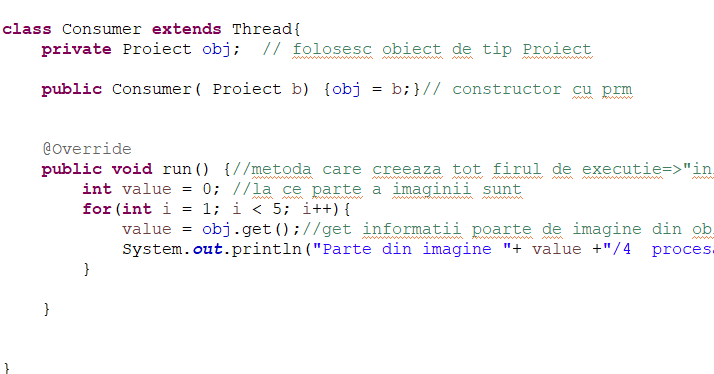 class Consumer extends Thread{
private Proiect obj; // folosesc obiect de tip Proiect
public Consumer( Proiect b) {obj = b;}// constructor cu prm
@Override
public void run() {//metoda care creeaza tot firul de executie=>"in
int value = 0; //la ce parte a imaginii sunt
for(int i = 1; i < 5; i++){
value = obj.get();//get informatii poarte de imagine din ob
System.out.println("Parte din imagine "+ value +"/4  proces
}
}
}